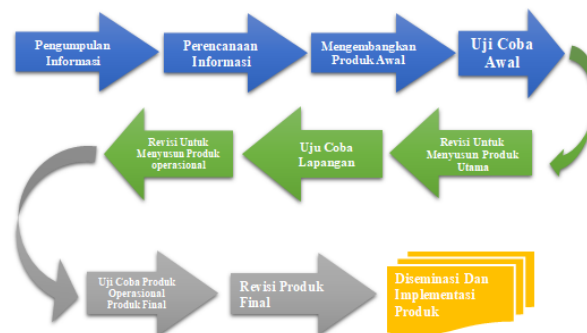 Pengumpulan
Informasi
Perencanaan
Informasi
Mengembangkan
Produk Awal
Uji Coba
Awal
Revisi Untuk
Menyusun Produk
Utama
Uju Coba
Lapangan
Revisi Untuk
Menyusun Produk
operasional
Uji Coba Produk
Operasional
Produk Final
Revisi Produk
Final
Diseminasi Dan
Implementasi
Produk